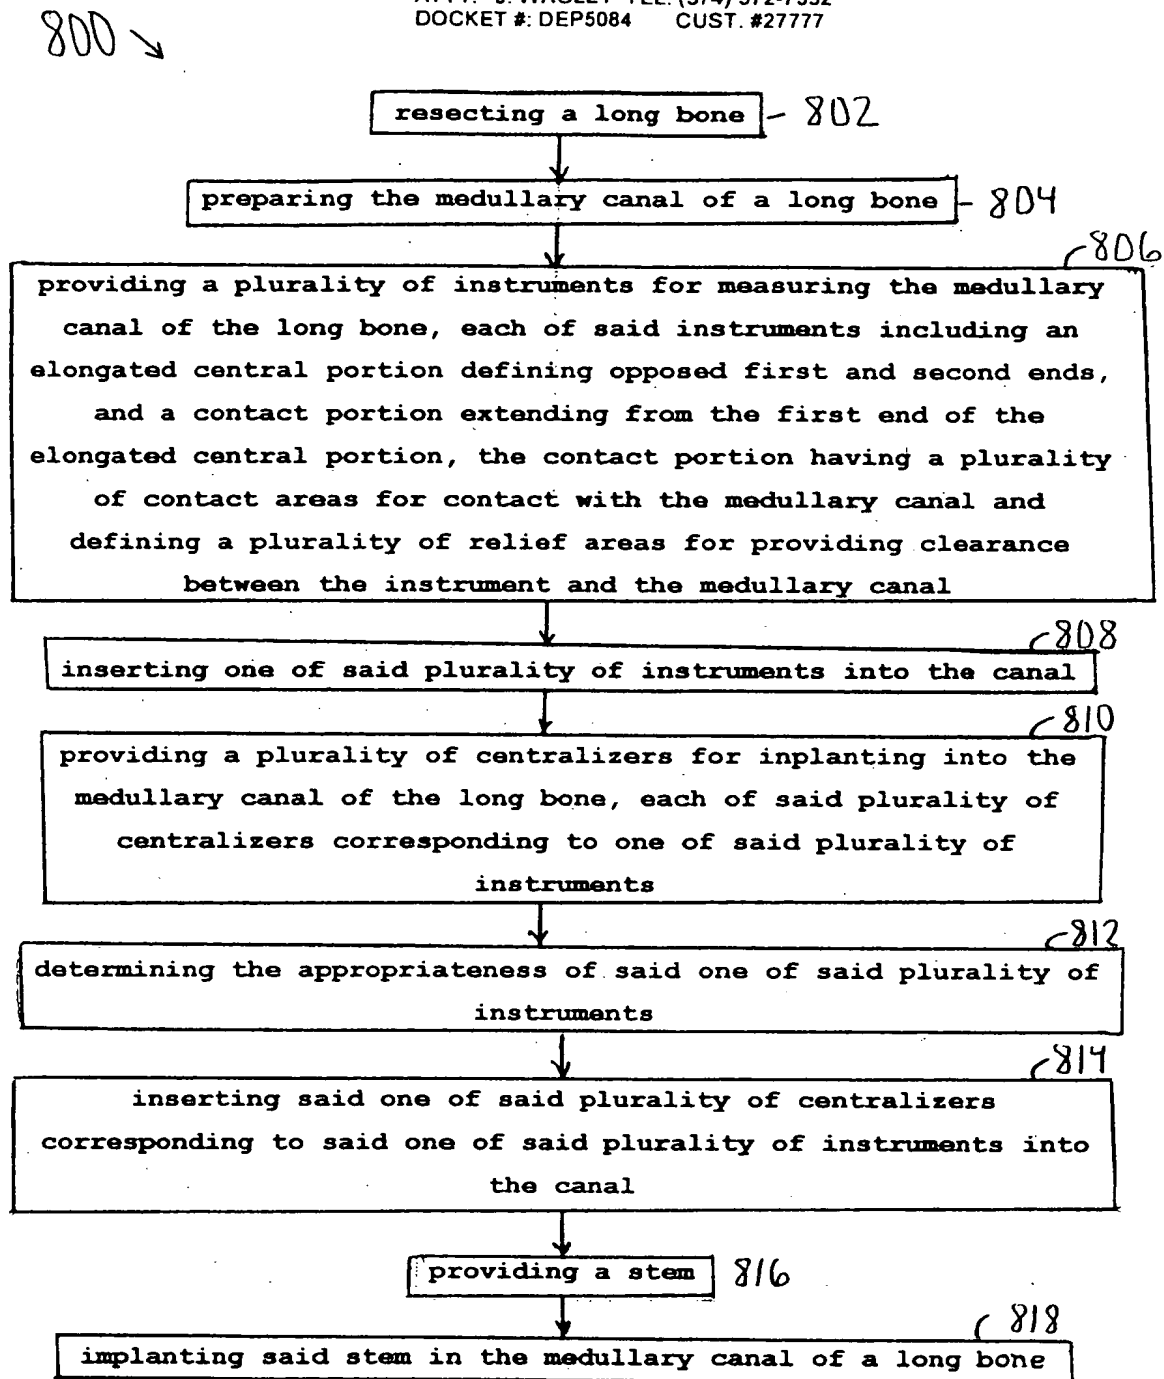 DOCKET #: DEP5084 CUST. #27777
800
resecting a long bone 802
preparing the medullary canal of a long bone 804
806
providing a plurality of instruments for measuring the medullary
canal of the long bone, each of said instruments including an
elongated central portion defining opposed first and second ends,
and a contact portion extending from the first end of the
elongated central portion, the contact portion having a plurality
of contact areas for contact with the medullary canal and
defining a plurality of relief areas for providing clearance
between the instrument and the medullary canal
808
inserting one of said plurality of instruments into the canal
810
providing a plurality of centralizers for inplanting into the
medullary canal of the long bone, each of said plurality of
centralizers corresponding to one of said plurality of
instruments
812
determining the appropriateness of said one of said plurality of
instruments
814
inserting said one of said plurality of centralizers
corresponding to said one of said plurality of instruments into
the canal
providing a stem 816
818
implanting said stem in the medullary canal of a long bone